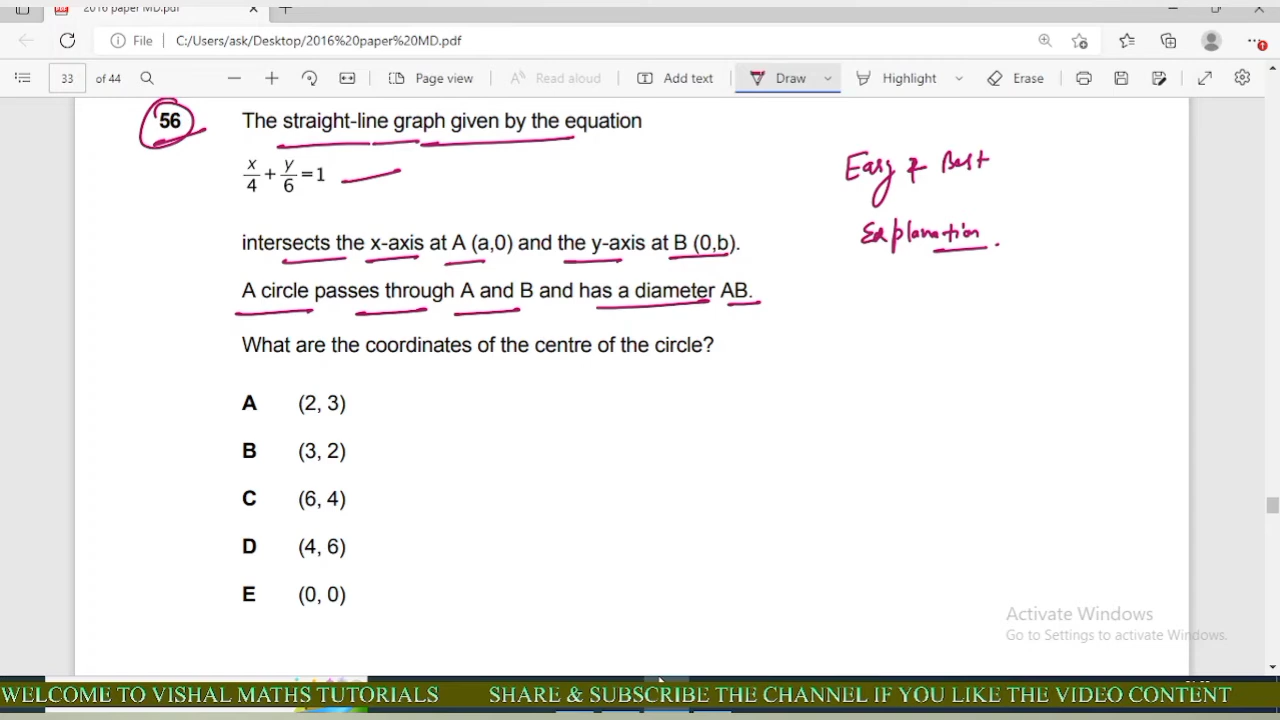 2016 paper MD.pdf
File
C:/Users/ask/Desktop/2016%20paper%20MD.pdf
33 of 44
Page view
Read aloud
Add text
Draw
Highlight
Erase
56 The straight-line graph given by the equation
x/4 + y/6 = 1
Easy & Best
Explanation.
intersects the x-axis at A (a,0) and the y-axis at B (0,b).
A circle passes through A and B and has a diameter AB.
What are the coordinates of the centre of the circle?
A (2, 3)
B (3, 2)
C (6, 4)
D (4, 6)
E (0, 0)
Activate Windows
Go to Settings to activate Windows.
WELCOME TO VISHAL MATHS TUTORIALS SHARE & SUBSCRIBE THE CHANNEL IF YOU LIKE THE VIDEO CONTENT